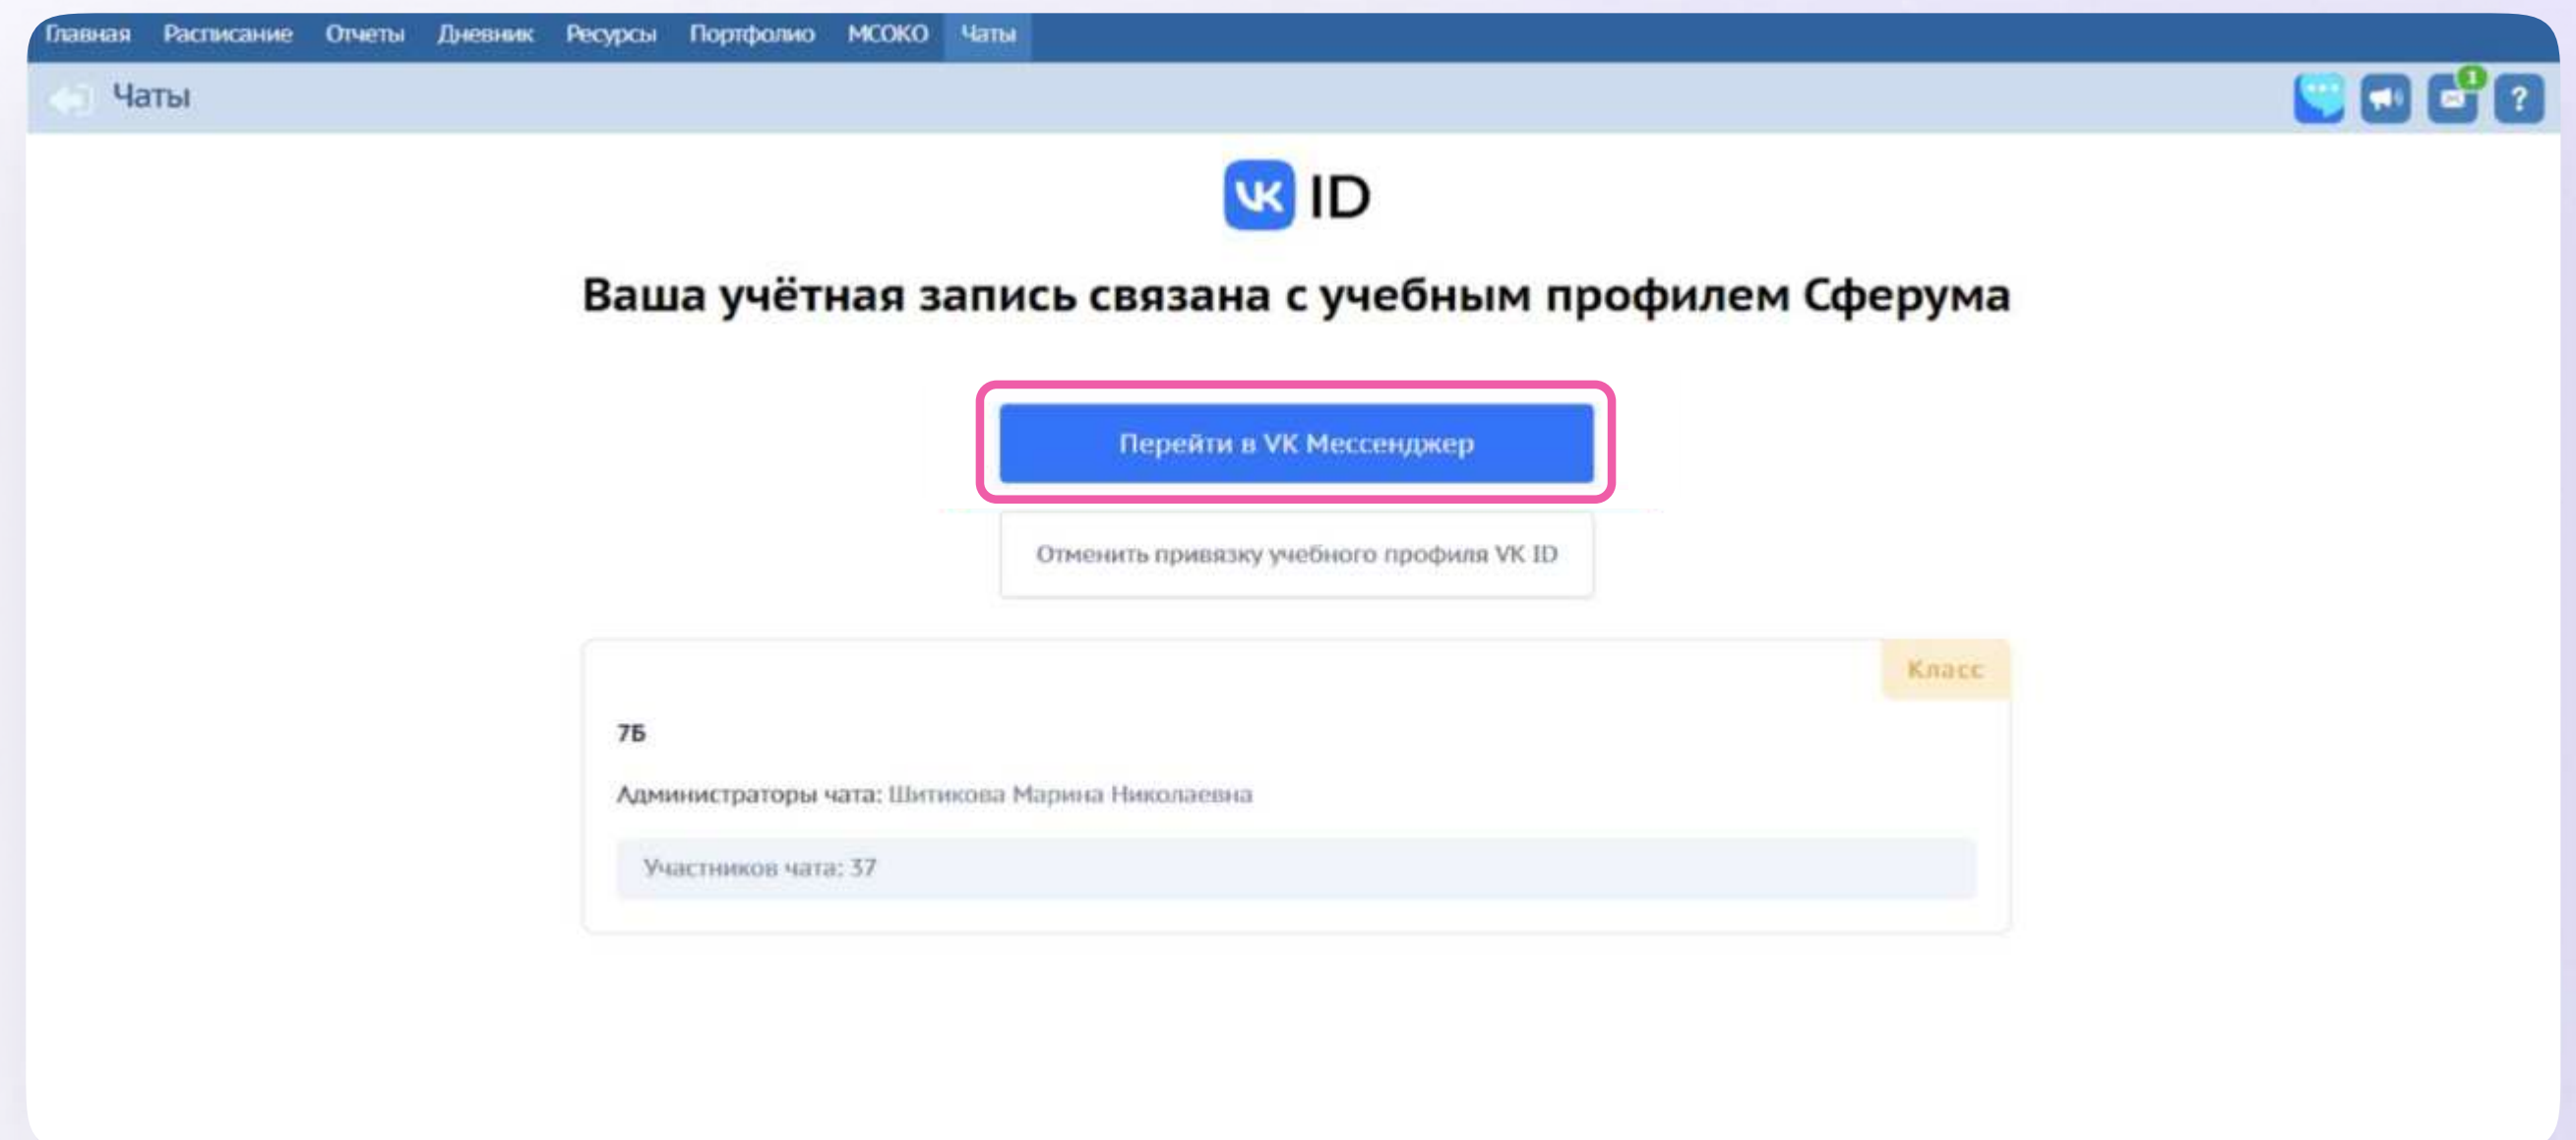 Главная Расписание Отчеты Дневник Ресурсы Портфолио МСОКО Чаты
Чаты
1
?
VK ID
Ваша учётная запись связана с учебным профилем Сферума
Перейти в VK Мессенджер
Отменить привязку учебного профиля VK ID
Класс
7Б
Администраторы чата: Шитикова Марина Николаевна
Участников чата: 37